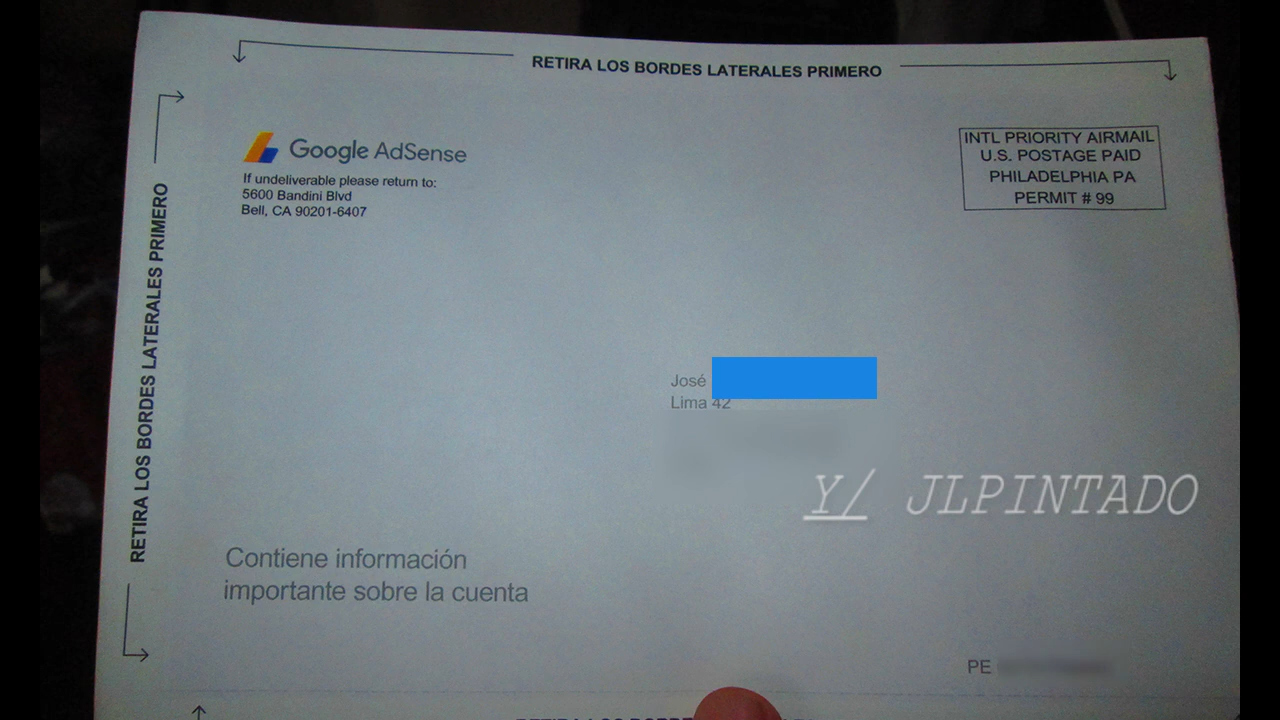 RETIRA LOS BORDES LATERALES PRIMERO
RETIRA LOS BORDES LATERALES PRIMERO
Google AdSense
If undeliverable please return to:
5600 Bandini Blvd
Bell, CA 90201-6407
INTL PRIORITY AIRMAIL
U.S. POSTAGE PAID
PHILADELPHIA PA
PERMIT # 99
José
Lima 42
Y/ JLPINTADO
Contiene información
importante sobre la cuenta
PE
RETIRA LOS